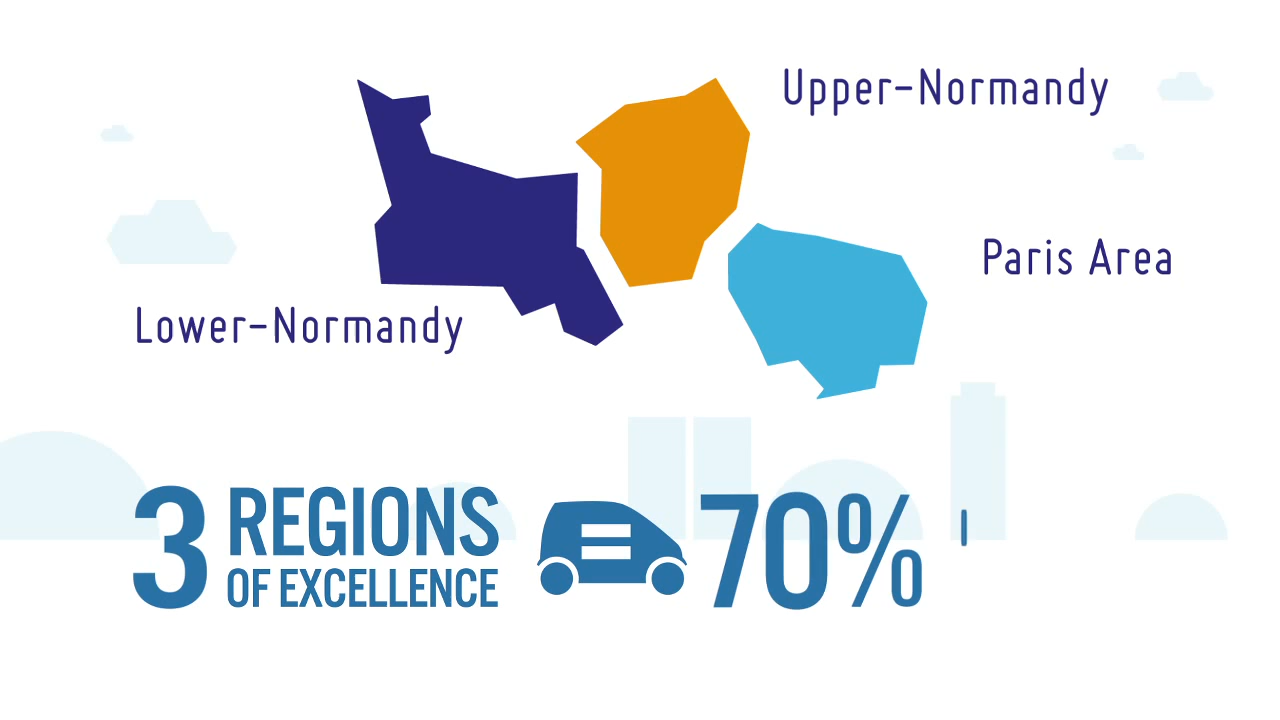 Upper-Normandy
Paris Area
Lower-Normandy
3 REGIONS
OF EXCELLENCE
70%